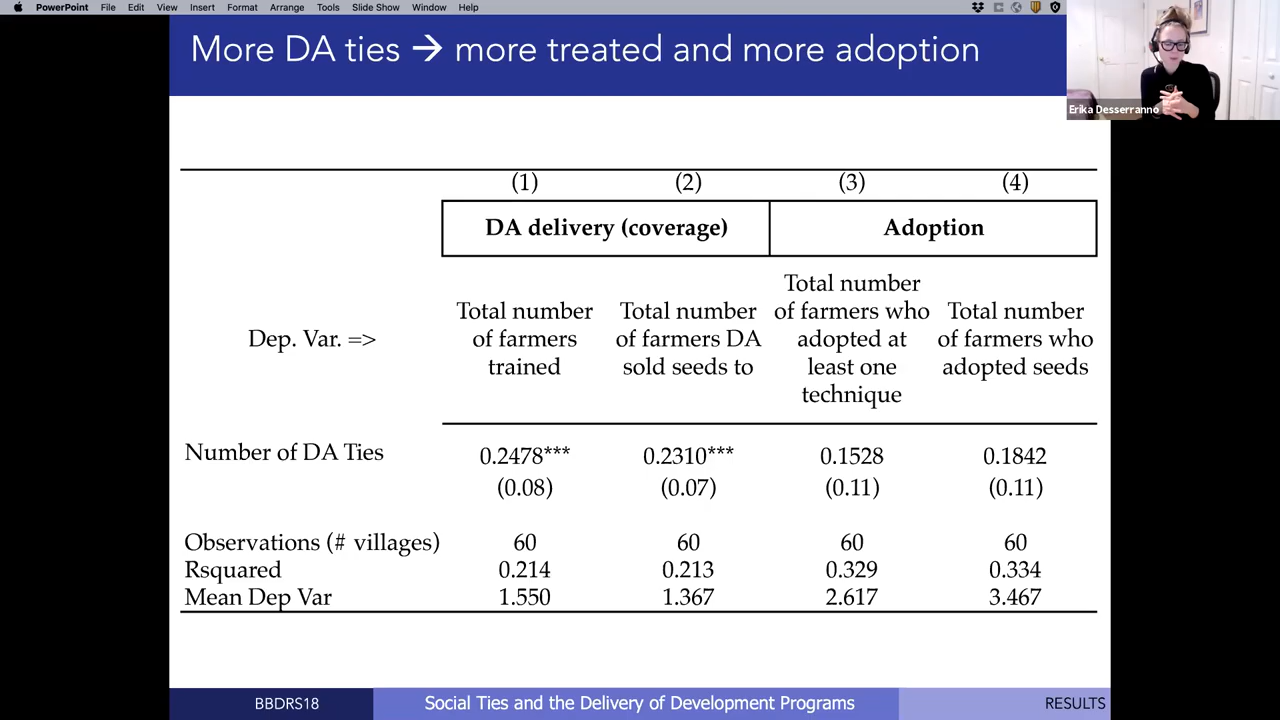 PowerPoint File Edit View Insert Format Arrange Tools Slide Show Window Help
More DA ties → more treated and more adoption
Erika Desserranno
(1) (2) (3) (4)
DA delivery (coverage) Adoption
Dep. Var. =>
Total number
of farmers
trained
Total number
of farmers DA
sold seeds to
Total number
of farmers who
adopted at
least one
technique
Total number
of farmers who
adopted seeds
Number of DA Ties 0.2478*** 0.2310*** 0.1528 0.1842
(0.08) (0.07) (0.11) (0.11)
Observations (# villages) 60 60 60 60
Rsquared 0.214 0.213 0.329 0.334
Mean Dep Var 1.550 1.367 2.617 3.467
BBDRS18 Social Ties and the Delivery of Development Programs RESULTS